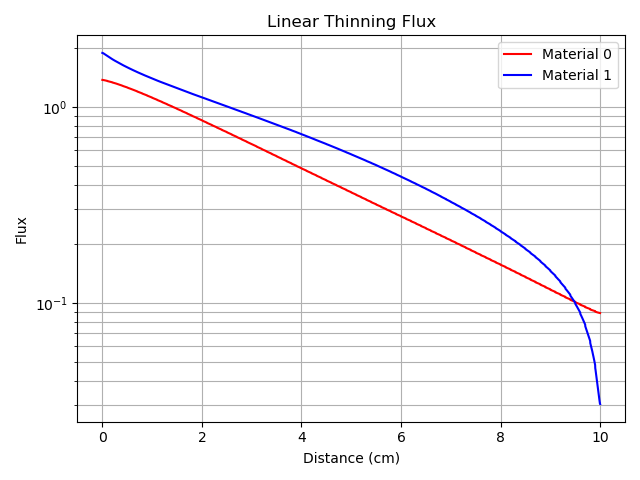 Linear Thinning Flux
Material 0
Material 1
Flux
10⁰
10⁻¹
0 2 4 6 8 10
Distance (cm)